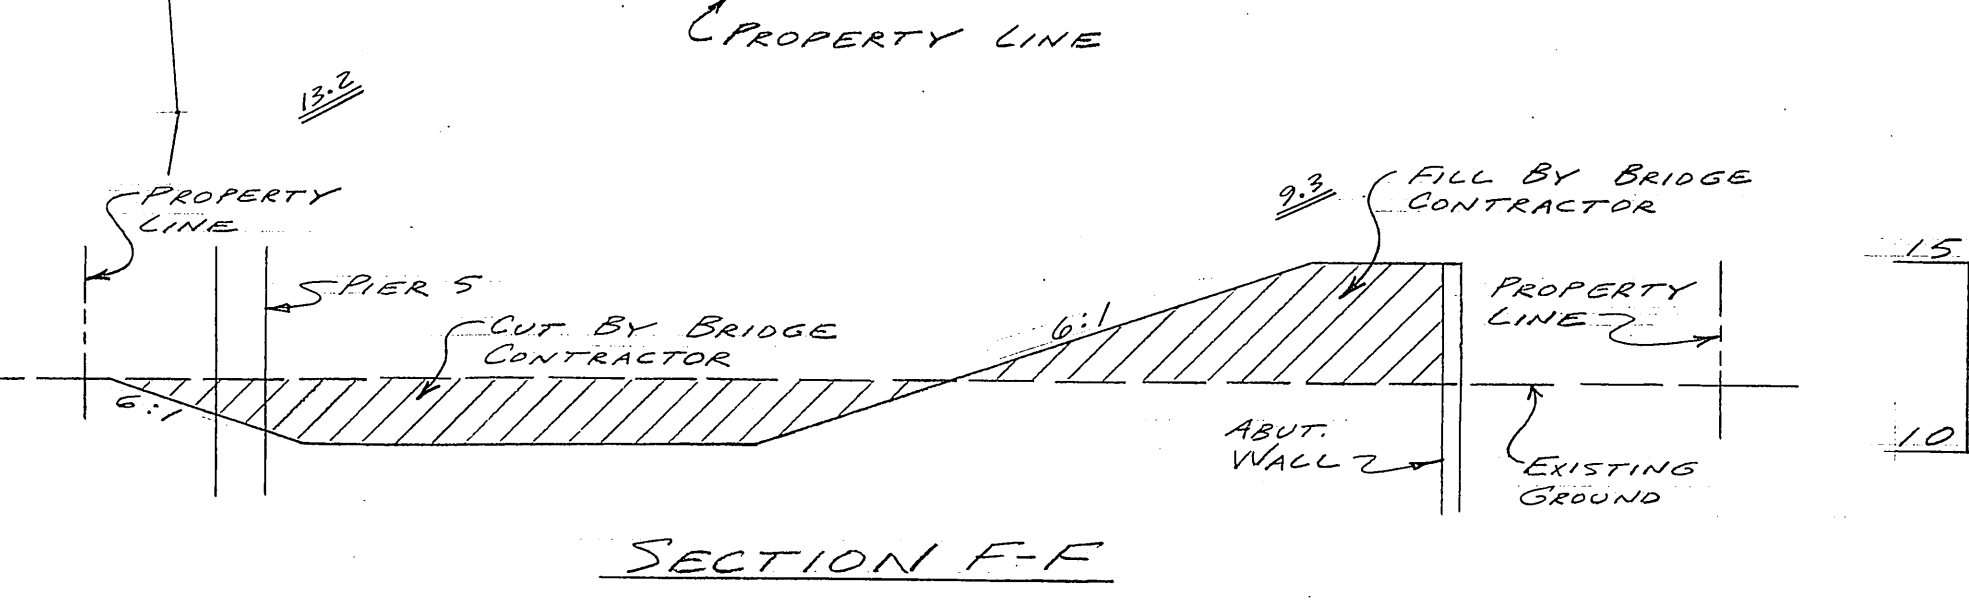 PROPERTY LINE
13.2
PROPERTY
LINE
9.3
FILL BY BRIDGE
CONTRACTOR
15
PIER 5
PROPERTY
LINE
CUT BY BRIDGE
CONTRACTOR
6:1
6:1
ABUT.
WALL
10
EXISTING
GROUND
SECTION F-F